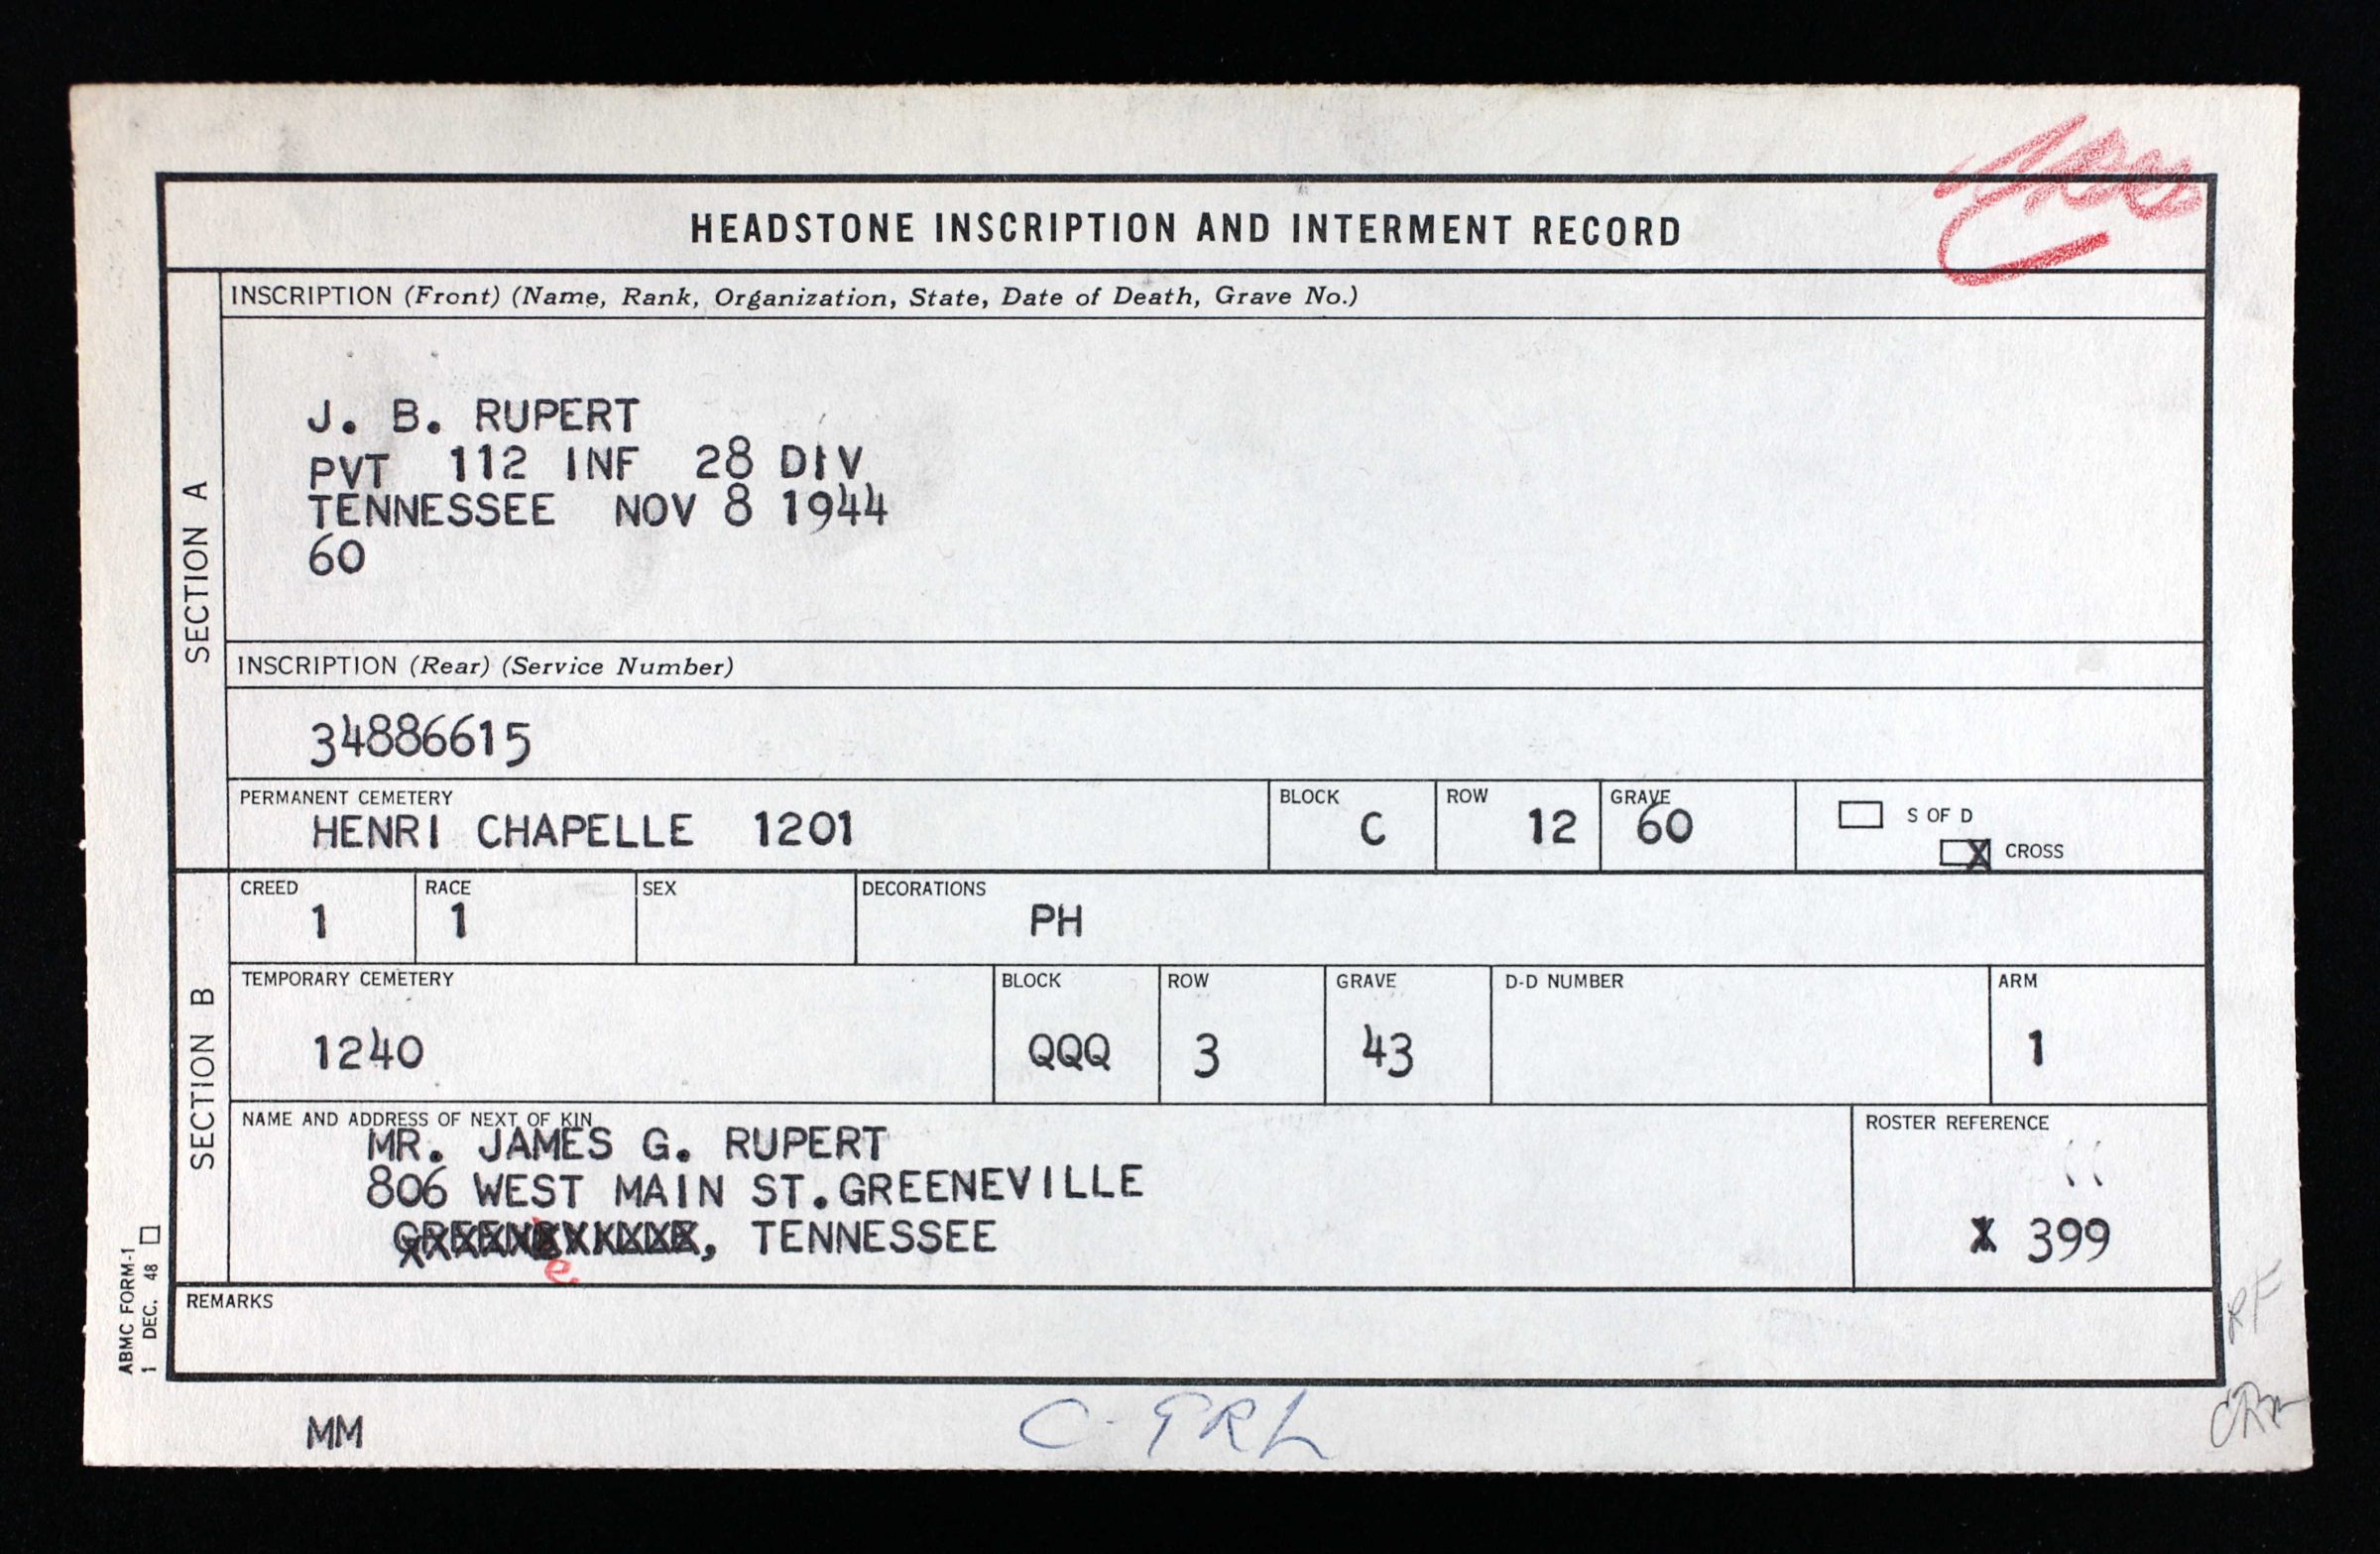 HEADSTONE INSCRIPTION AND INTERMENT RECORD
SECTION A
INSCRIPTION (Front) (Name, Rank, Organization, State, Date of Death, Grave No.)
J. B. RUPERT
PVT 112 INF 28 DIV
TENNESSEE NOV 8 1944
60
INSCRIPTION (Rear) (Service Number)
34886615
PERMANENT CEMETERY
HENRI CHAPELLE 1201
BLOCK
C
ROW
12
GRAVE
60
S OF D
X CROSS
SECTION B
CREED
1
RACE
1
SEX
DECORATIONS
PH
TEMPORARY CEMETERY
1240
BLOCK
QQQ
ROW
3
GRAVE
43
D-D NUMBER
ARM
1
NAME AND ADDRESS OF NEXT OF KIN
MR. JAMES G. RUPERT
806 WEST MAIN ST.GREENEVILLE
, TENNESSEE
e
ROSTER REFERENCE
399
REMARKS
ABMC FORM-1
1 DEC. 48
MM
RF